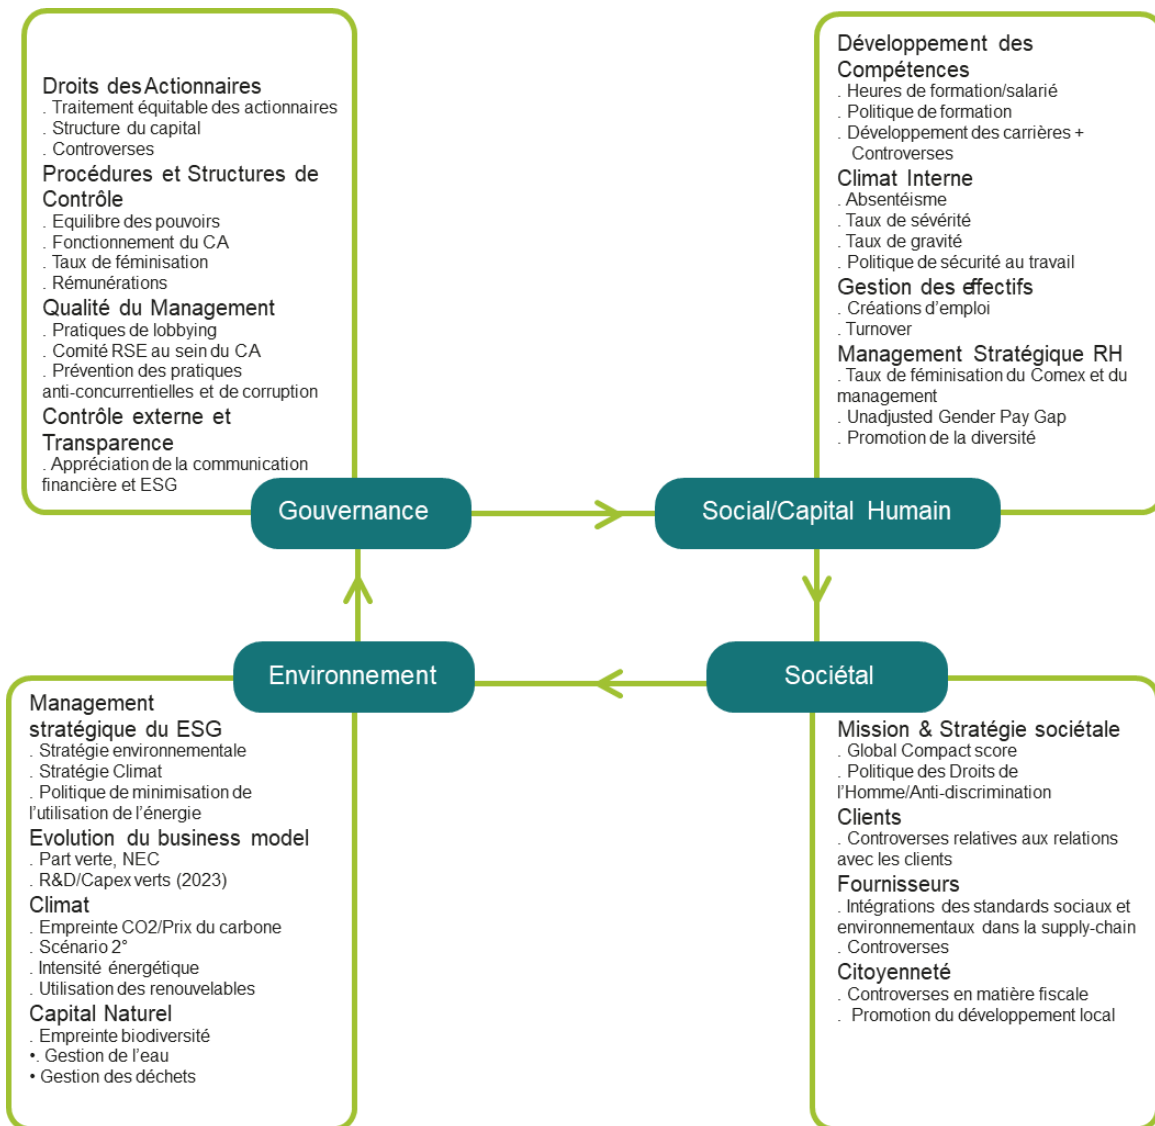 Droits des Actionnaires
. Traitement équitable des actionnaires
. Structure du capital
. Controverses
Procédures et Structures de
Contrôle
. Equilibre des pouvoirs
. Fonctionnement du CA
. Taux de féminisation
. Rémunérations
Qualité du Management
. Pratiques de lobbying
. Comité RSE au sein du CA
. Prévention des pratiques
anti-concurrentielles et de corruption
Contrôle externe et
Transparence
. Appréciation de la communication
financière et ESG
Gouvernance
Développement des
Compétences
. Heures de formation/salarié
. Politique de formation
. Développement des carrières +
Controverses
Climat Interne
. Absentéisme
. Taux de sévérité
. Taux de gravité
. Politique de sécurité au travail
Gestion des effectifs
. Créations d’emploi
. Turnover
Management Stratégique RH
. Taux de féminisation du Comex et du
management
. Unadjusted Gender Pay Gap
. Promotion de la diversité
Social/Capital Humain
Environnement
Management
stratégique du ESG
. Stratégie environnementale
. Stratégie Climat
. Politique de minimisation de
l’utilisation de l’énergie
Evolution du business model
. Part verte, NEC
. R&D/Capex verts (2023)
Climat
. Empreinte CO2/Prix du carbone
. Scénario 2°
. Intensité énergétique
. Utilisation des renouvelables
Capital Naturel
. Empreinte biodiversité
•. Gestion de l’eau
• Gestion des déchets
Sociétal
Mission & Stratégie sociétale
. Global Compact score
. Politique des Droits de
l’Homme/Anti-discrimination
Clients
. Controverses relatives aux relations
avec les clients
Fournisseurs
. Intégrations des standards sociaux et
environnementaux dans la supply-chain
. Controverses
Citoyenneté
. Controverses en matière fiscale
. Promotion du développement local